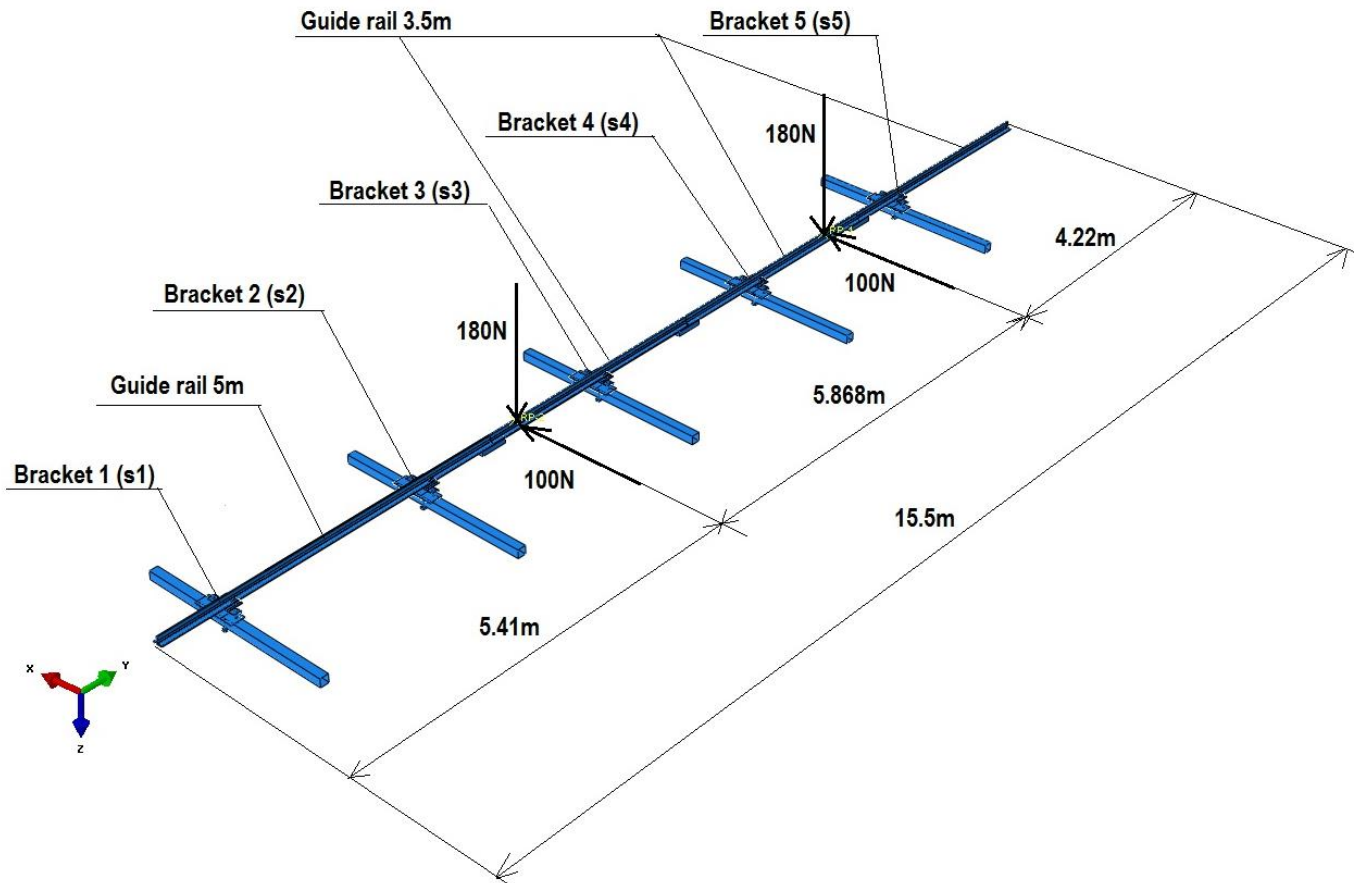 Guide rail 3.5m
Bracket 5 (s5)
180N
Bracket 4 (s4)
Bracket 3 (s3)
100N
4.22m
Bracket 2 (s2)
180N
Guide rail 5m
5.868m
Bracket 1 (s1)
100N
15.5m
5.41m
X
Y
Z